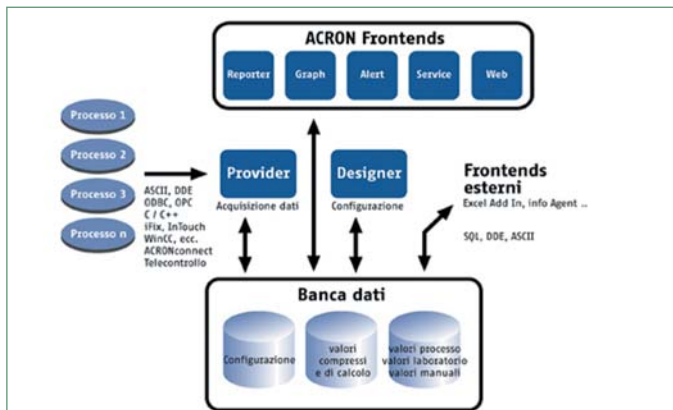 ACRON Frontends
Reporter
Graph
Alert
Service
Web
Processo 1
Processo 2
Processo 3
Processo n
ASCII, DDE
ODBC, OPC
C / C++
iFix, InTouch
WinCC, ecc.
ACRONconnect
Telecontrollo
Provider
Acquisizione dati
Designer
Configurazione
Frontends
esterni
Excel Add In, info Agent ..
SQL, DDE, ASCII
Banca dati
Configurazione
valori
compressi
e di calcolo
valori processo
valori laboratorio
valori manuali